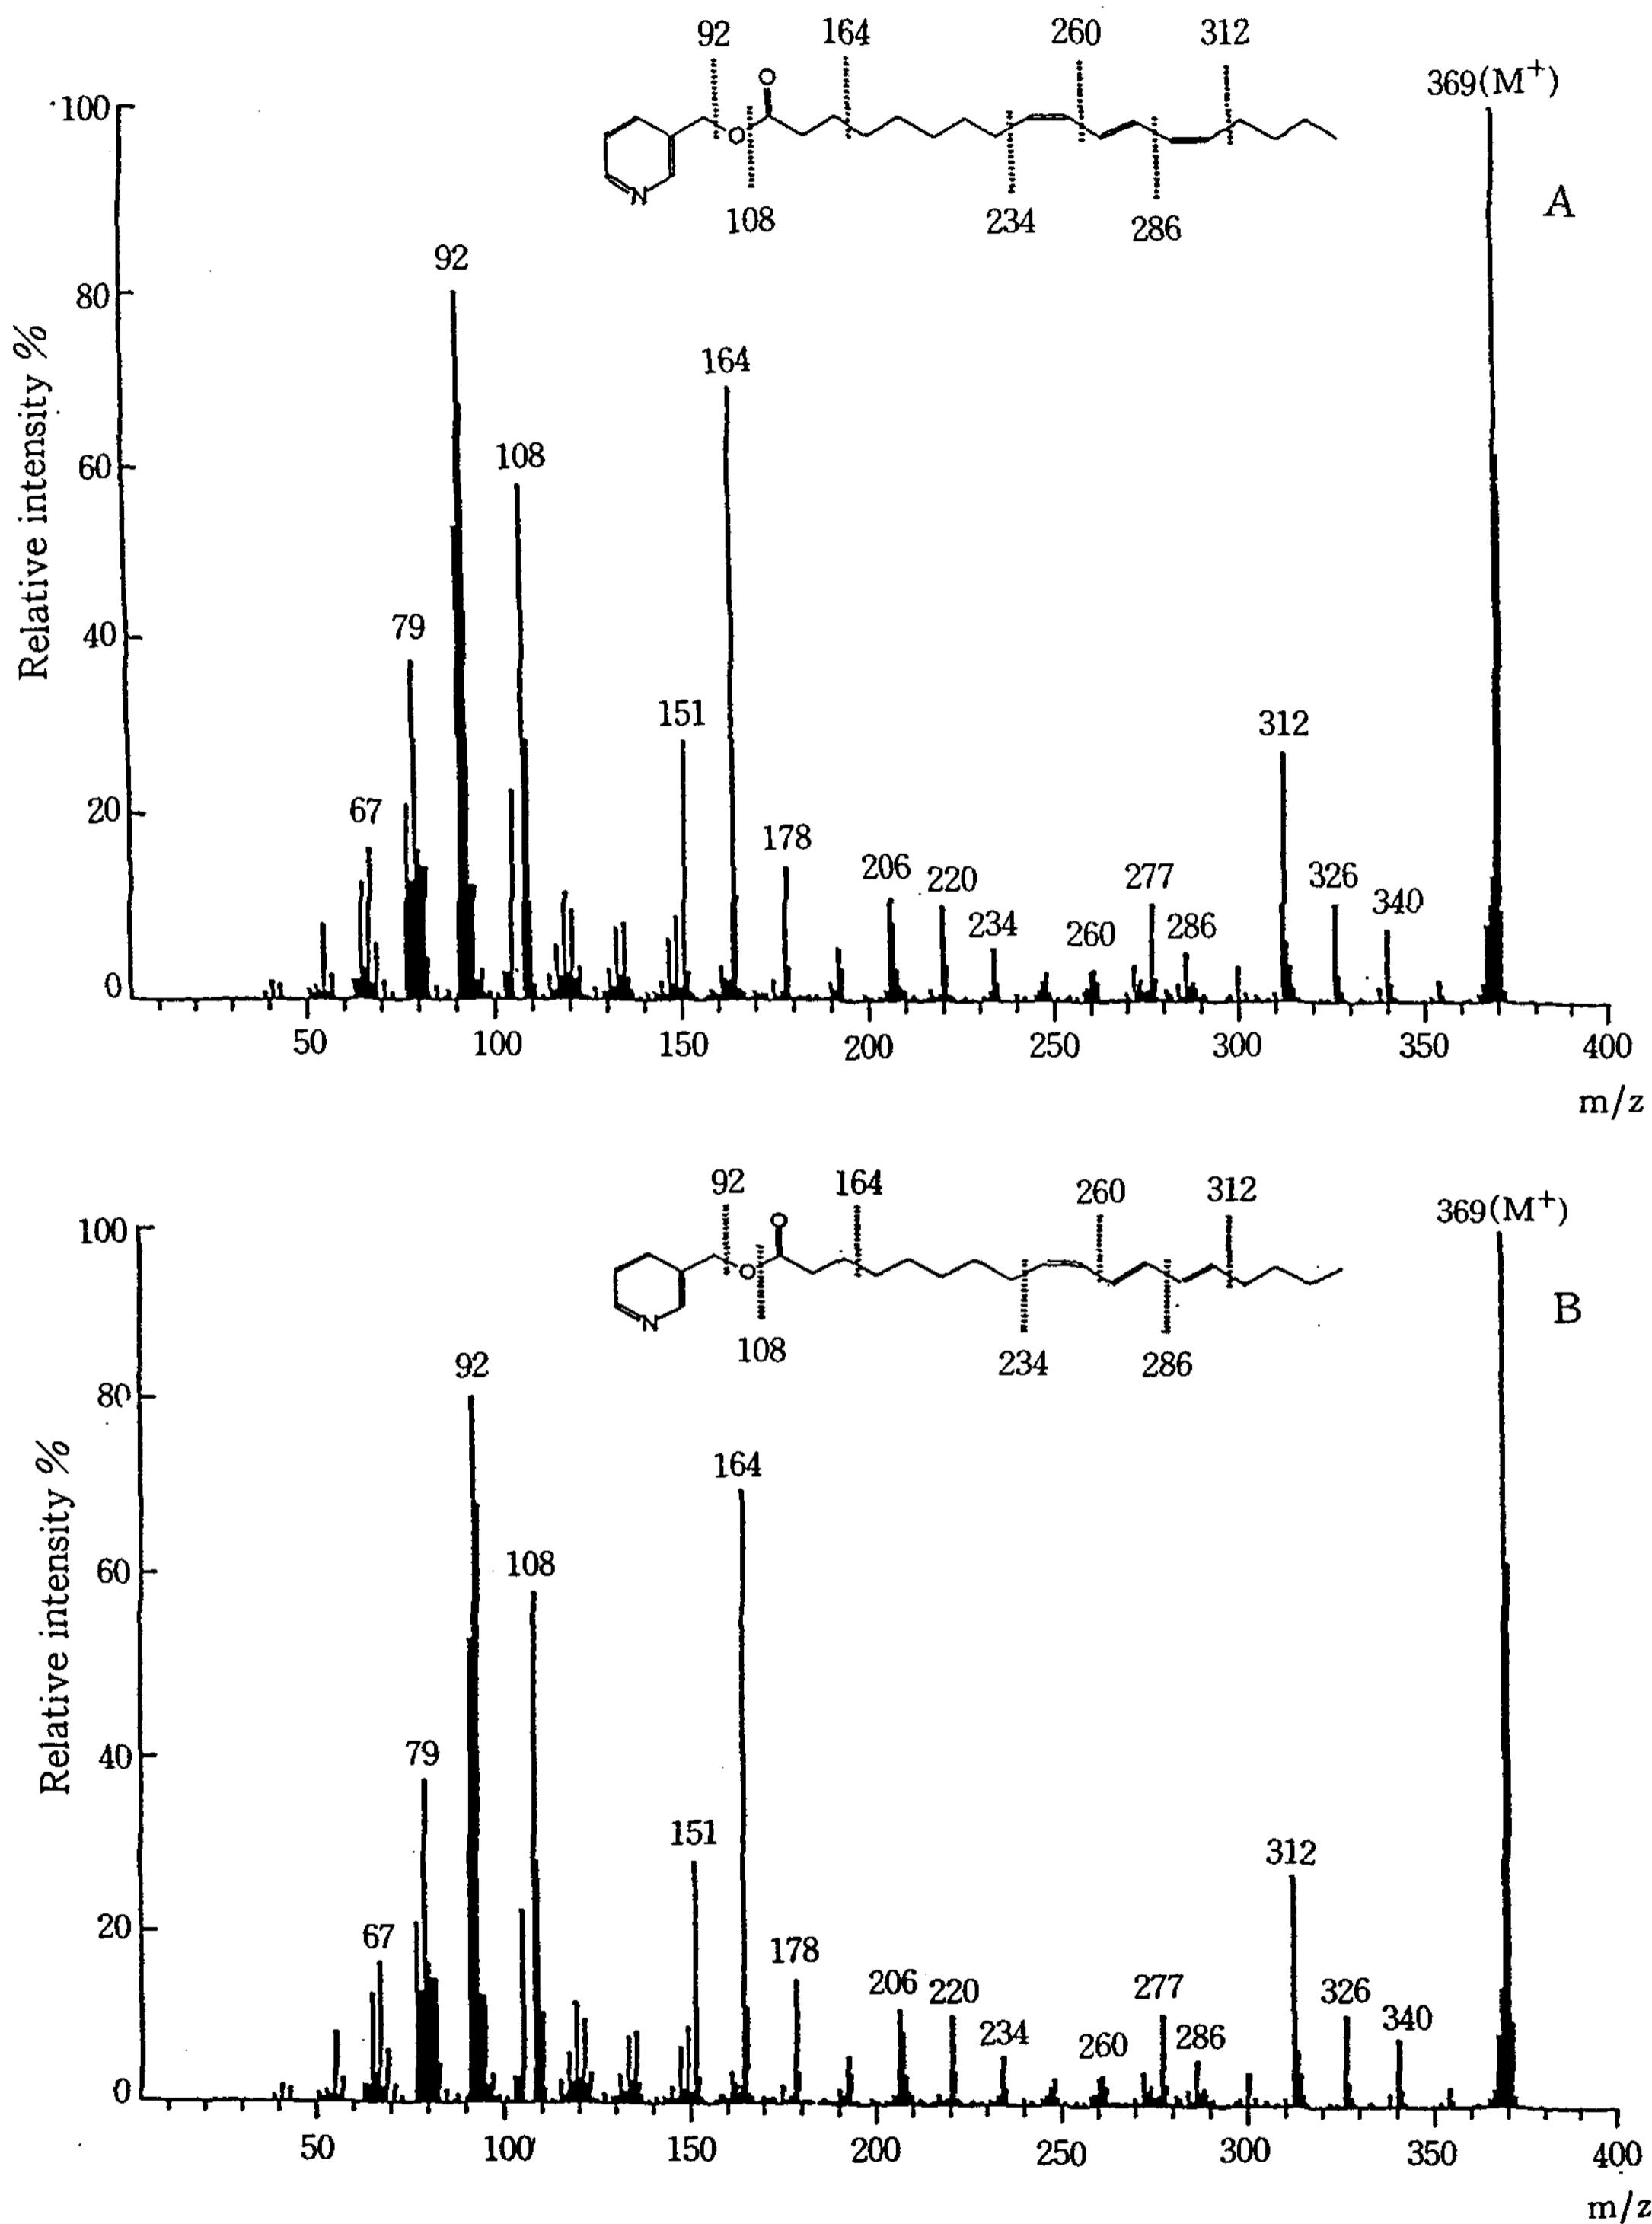 92 164 260 312
O
369(M⁺)
O
N
108 234 286
A
Relative intensity %
100
80
60
40
20
0
67
79
92
108
151
164
178
206
220
234
260
277
286
312
326
340
50 100 150 200 250 300 350 400
m/z
92 164 260 312
O
369(M⁺)
O
N
108 234 286
B
Relative intensity %
100
80
60
40
20
0
67
79
92
108
151
164
178
206
220
234
260
277
286
312
326
340
50 100 150 200 250 300 350 400
m/z